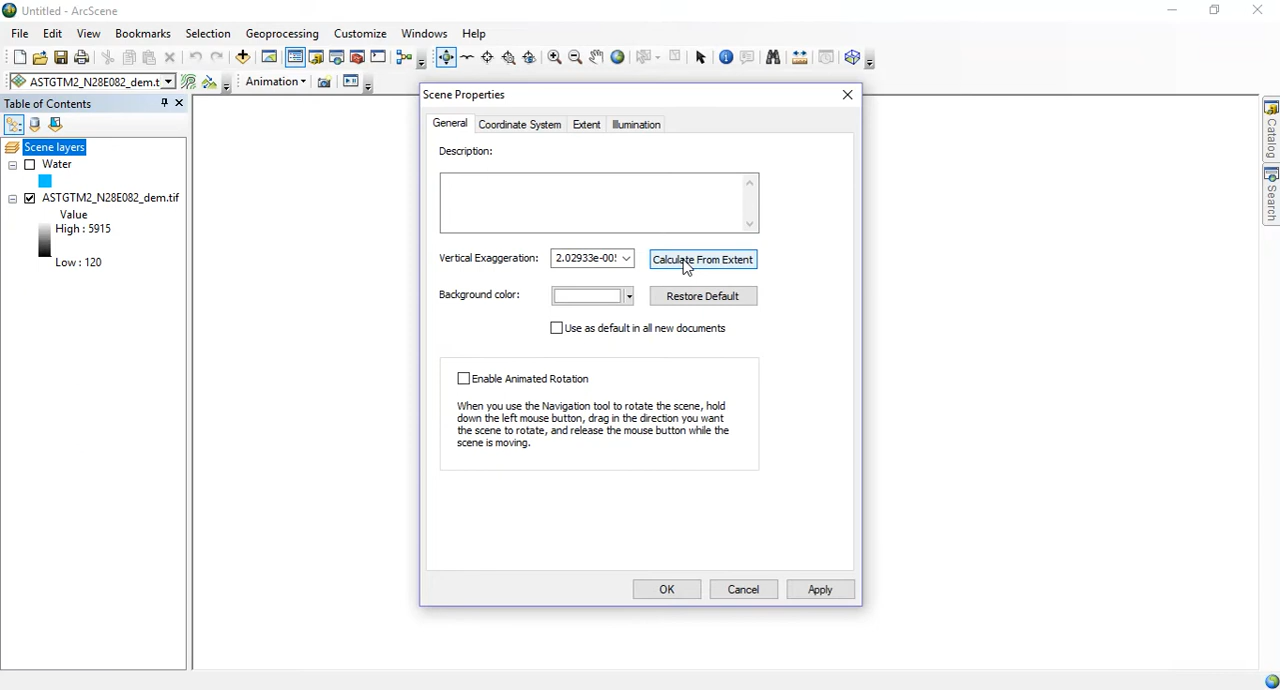 Untitled - ArcScene
File Edit View Bookmarks Selection Geoprocessing Customize Windows Help
ASTGTM2_N28E082_dem.t
Animation
Table of Contents
Scene layers
Water
ASTGTM2_N28E082_dem.tif
Value
High : 5915
Low : 120
Scene Properties
General Coordinate System Extent Illumination
Description:
Vertical Exaggeration: 2.02933e-00! Calculate From Extent
Background color: Restore Default
Use as default in all new documents
Enable Animated Rotation
When you use the Navigation tool to rotate the scene, hold
down the left mouse button, drag in the direction you want
the scene to rotate, and release the mouse button while the
scene is moving.
OK Cancel Apply
Catalog
Search